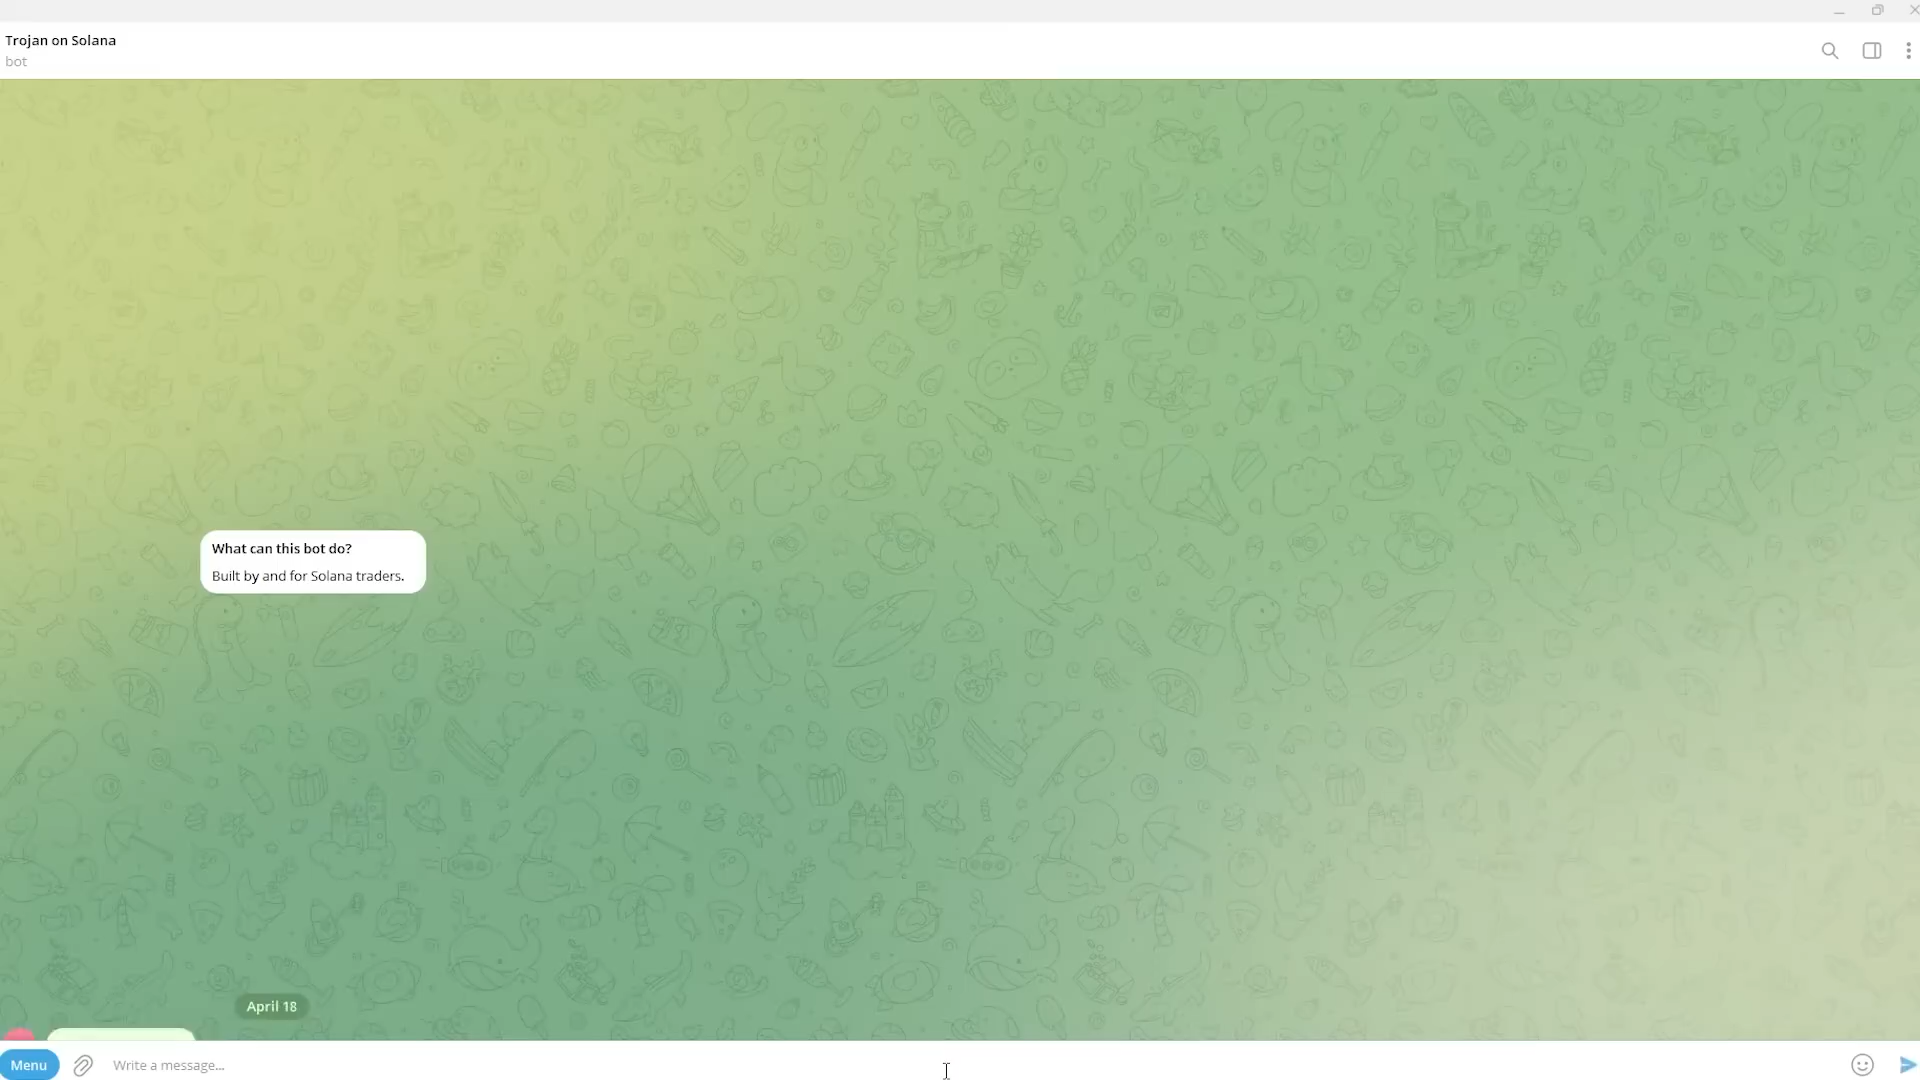 Trojan on Solana
bot
What can this bot do?
Built by and for Solana traders.
April 18
Menu
Write a message...